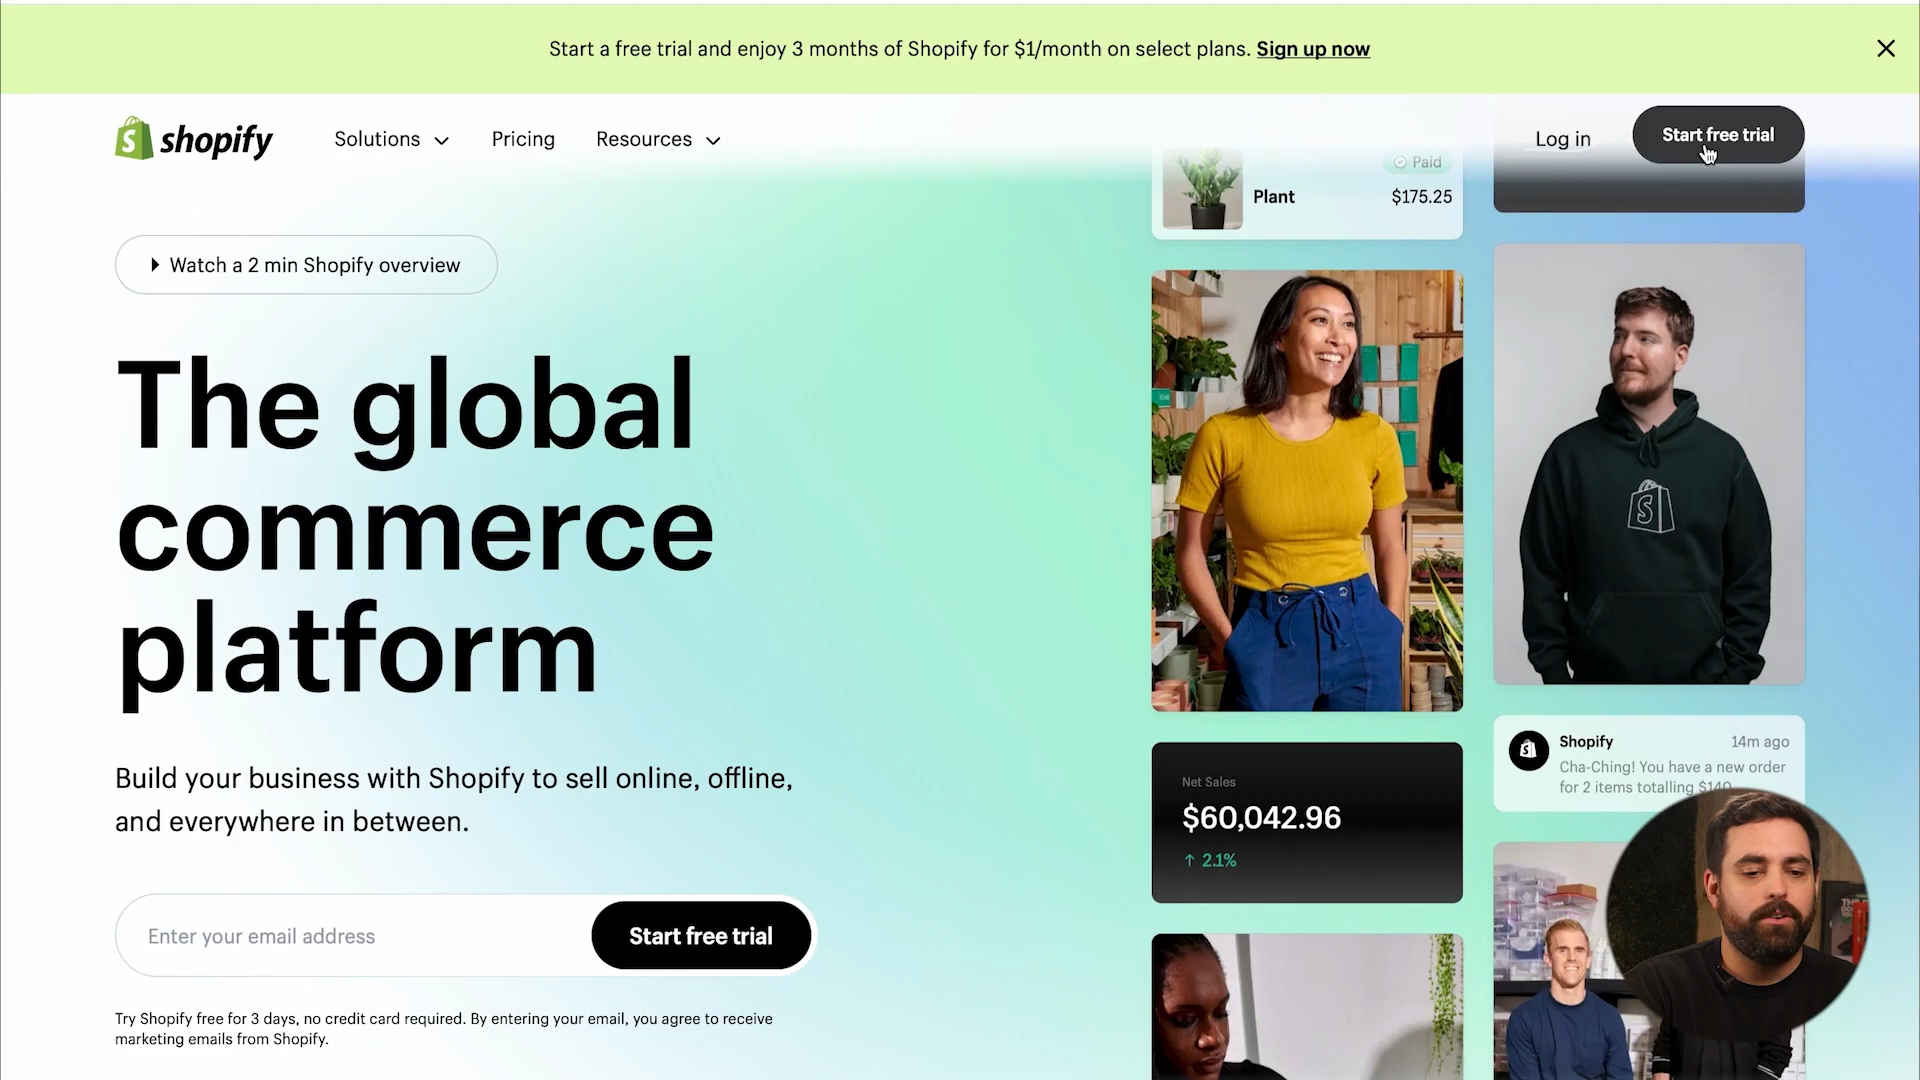 Start a free trial and enjoy 3 months of Shopify for $1/month on select plans. Sign up now
shopify
Solutions
Pricing
Resources
Log in
Start free trial
Paid
Plant
$175.25
Watch a 2 min Shopify overview
The global
commerce
platform
Build your business with Shopify to sell online, offline,
and everywhere in between.
Enter your email address
Start free trial
Try Shopify free for 3 days, no credit card required. By entering your email, you agree to receive
marketing emails from Shopify.
Net Sales
$60,042.96
↑ 2.1%
Shopify
14m ago
Cha-Ching! You have a new order
for 2 items totalling $140